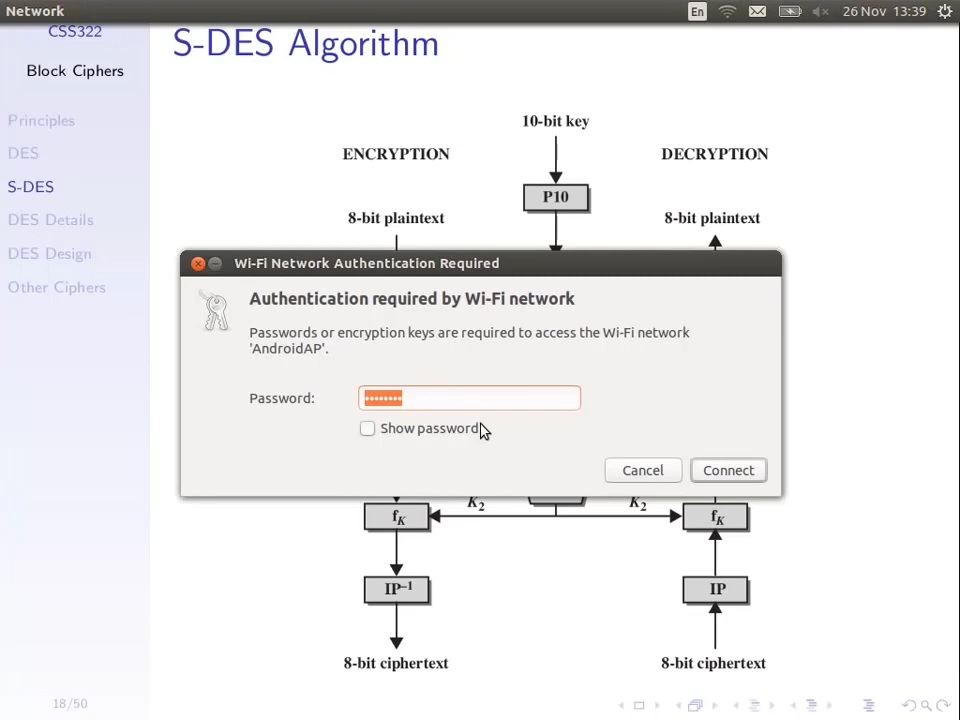 Network
En
26 Nov 13:39
CSS322
Block Ciphers
Principles
DES
S-DES
DES Details
DES Design
Other Ciphers
18/50
S-DES Algorithm
10-bit key
ENCRYPTION
DECRYPTION
P10
8-bit plaintext
8-bit plaintext
Wi-Fi Network Authentication Required
Authentication required by Wi-Fi network
Passwords or encryption keys are required to access the Wi-Fi network
'AndroidAP'.
Password:
Show password
Cancel
Connect
K2
K2
fK
fK
IP–1
IP
8-bit ciphertext
8-bit ciphertext